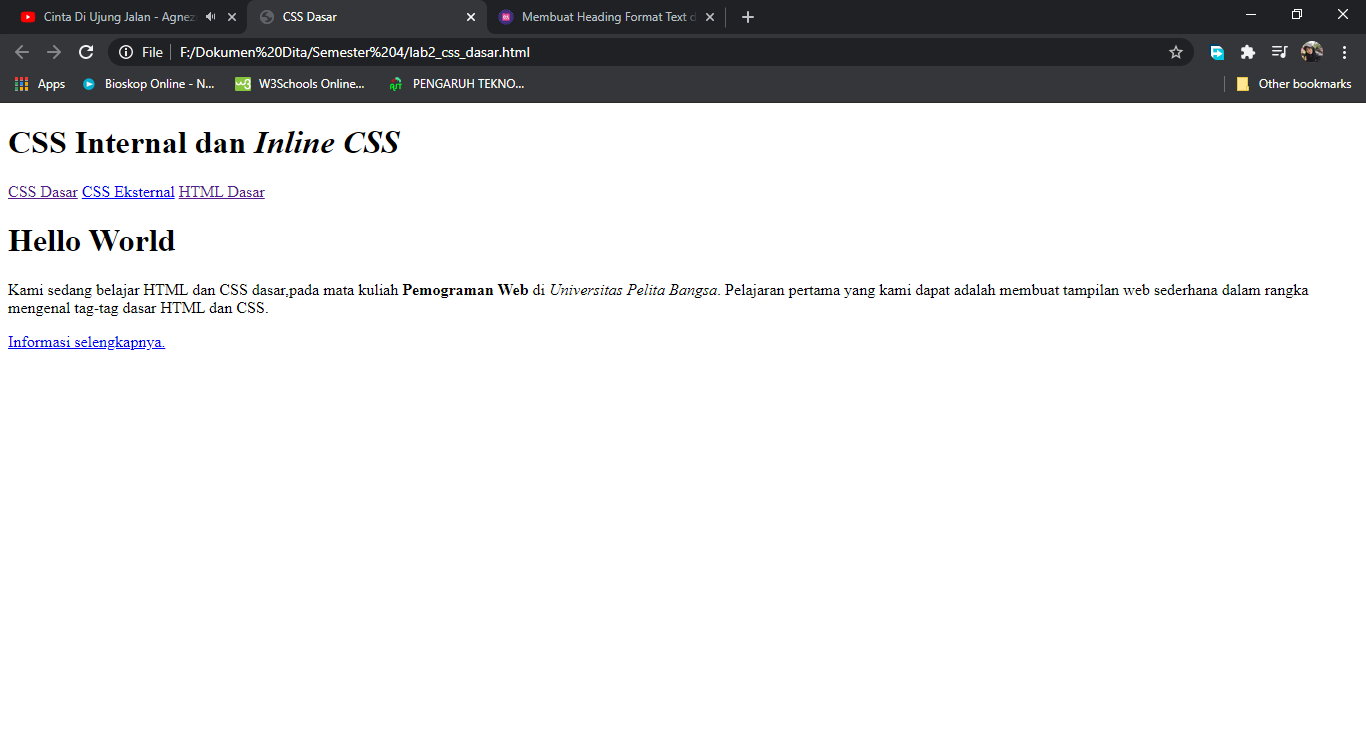 Cinta Di Ujung Jalan - Agnez
CSS Dasar
Membuat Heading Format Text d
File
F:/Dokumen%20Dita/Semester%204/lab2_css_dasar.html
Apps
Bioskop Online - N...
W3Schools Online...
PENGARUH TEKNO...
Other bookmarks
CSS Internal dan Inline CSS
CSS Dasar CSS Eksternal HTML Dasar
Hello World
Kami sedang belajar HTML dan CSS dasar,pada mata kuliah Pemograman Web di Universitas Pelita Bangsa. Pelajaran pertama yang kami dapat adalah membuat tampilan web sederhana dalam rangka
mengenal tag-tag dasar HTML dan CSS.
Informasi selengkapnya.